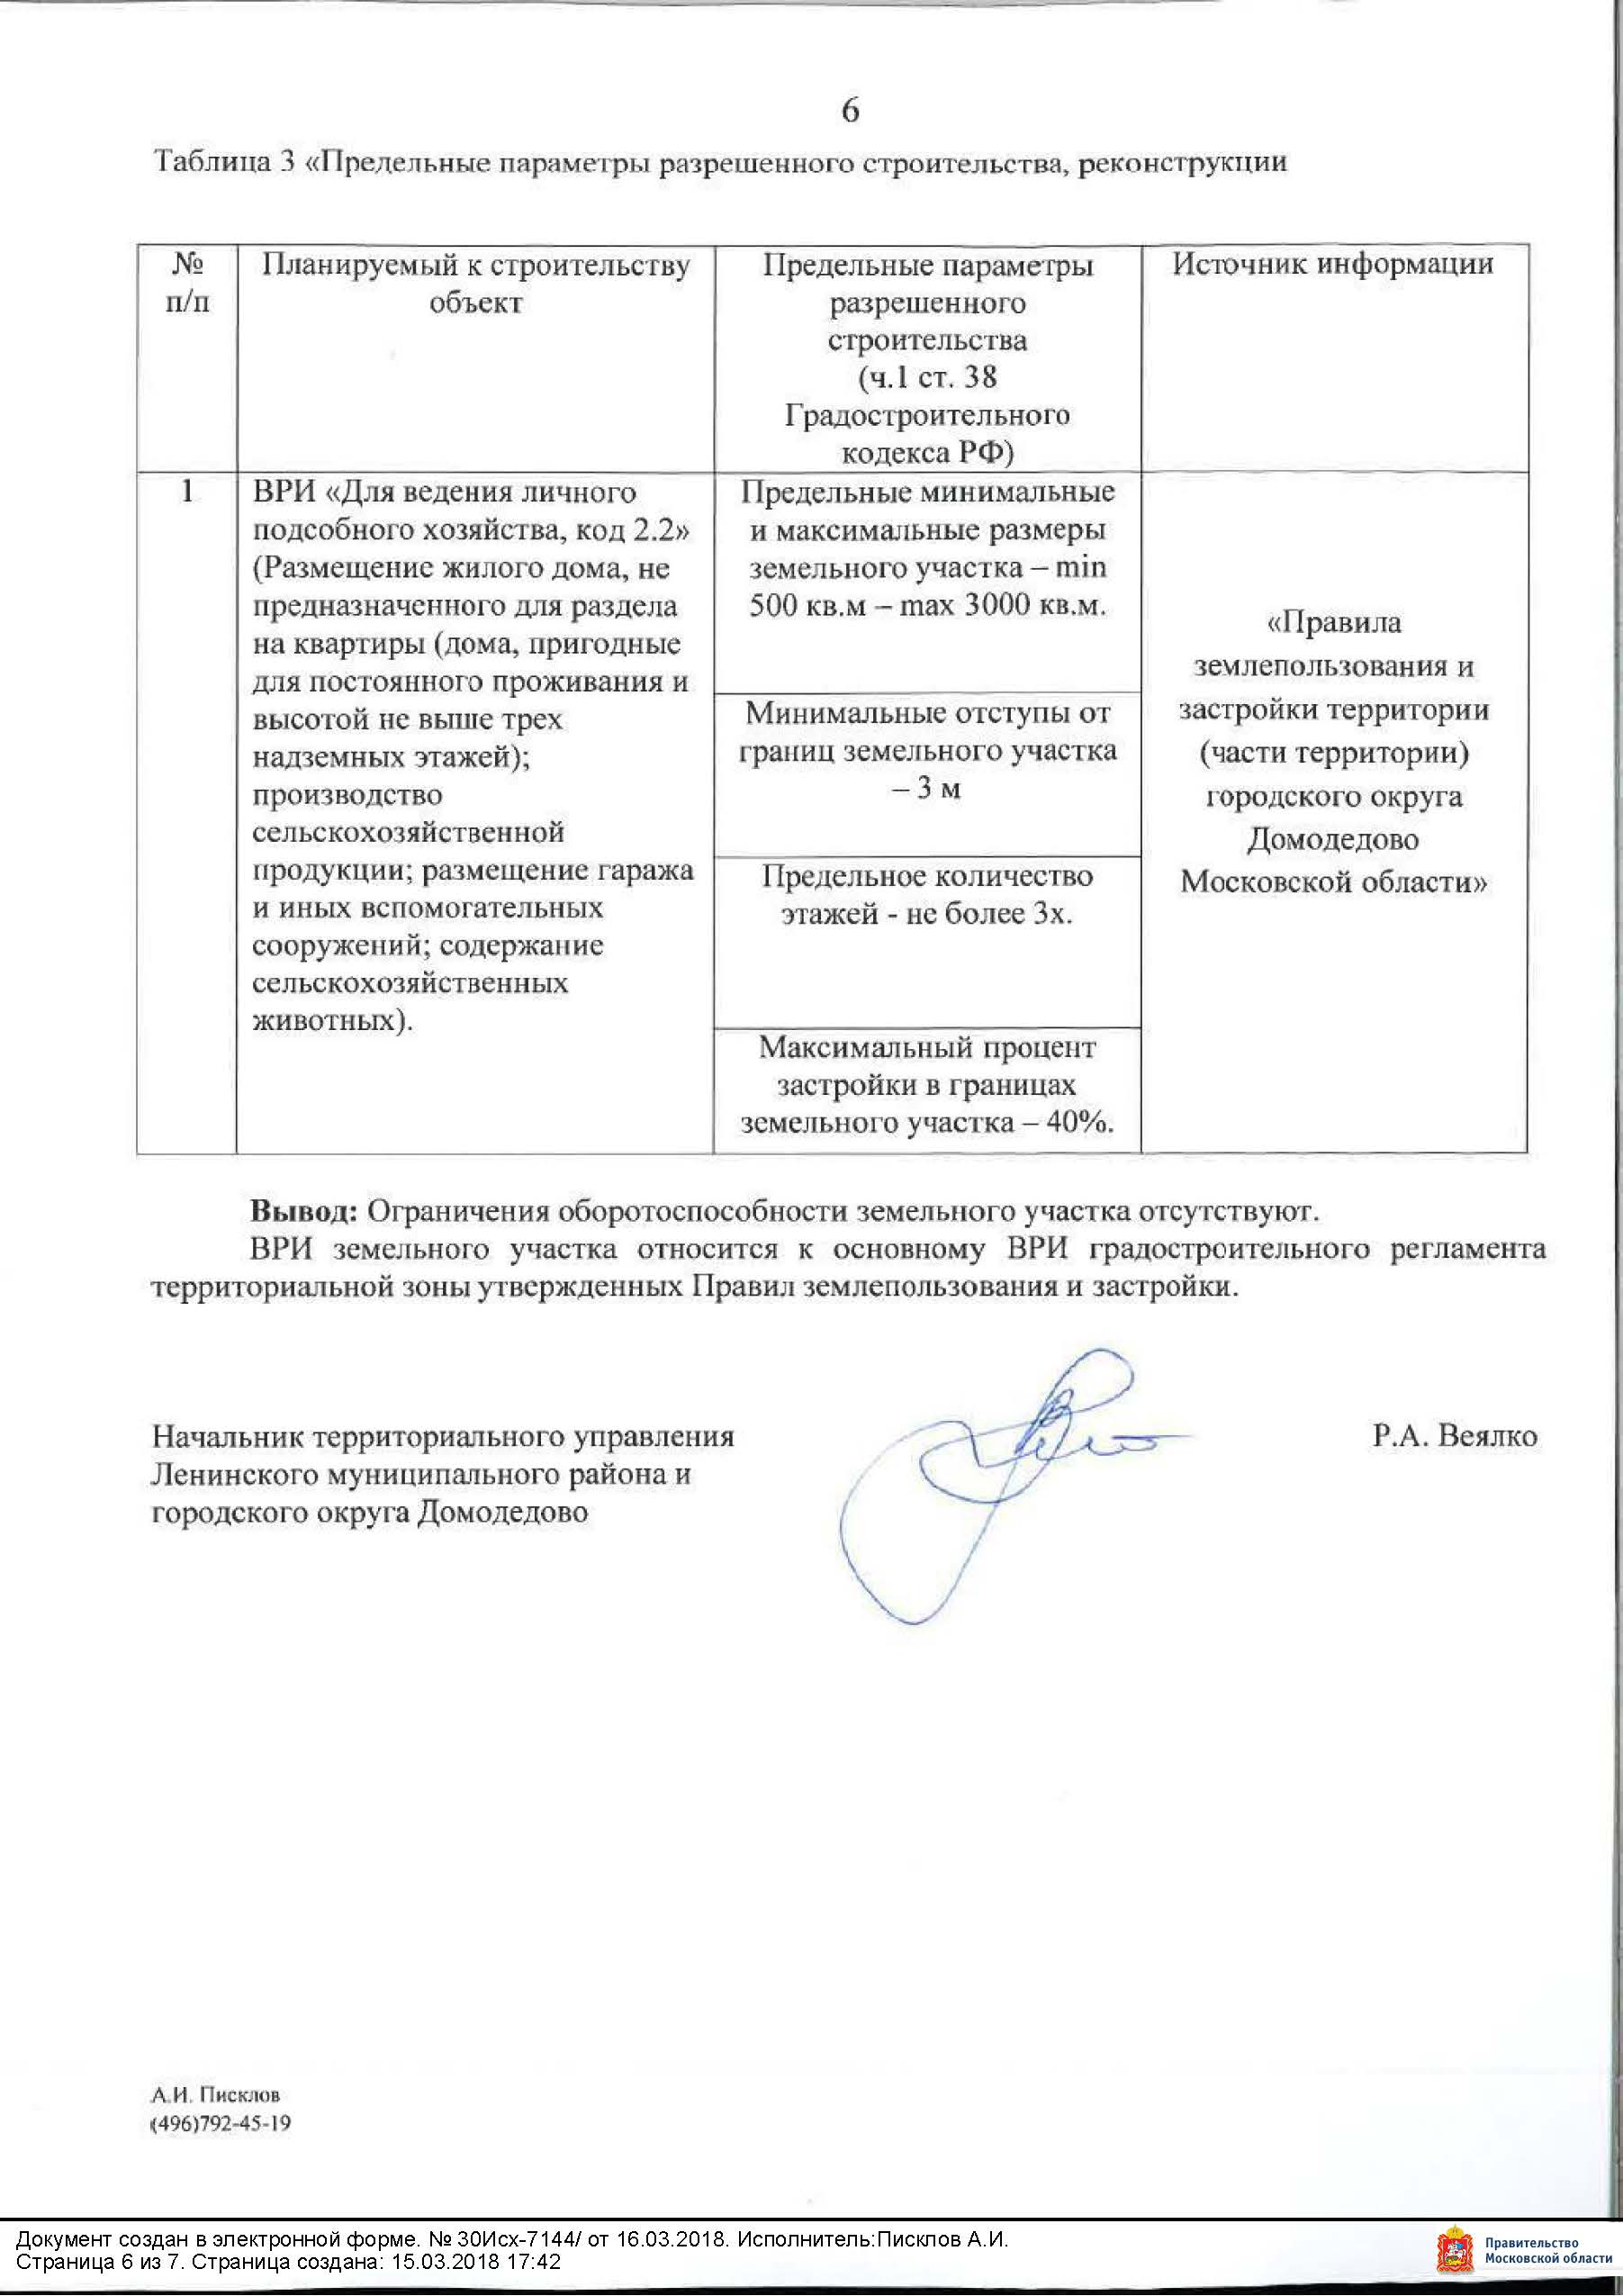 6
Таблица 3 «Предельные параметры разрешенного строительства, реконструкции
№
п/п
Планируемый к строительству
объект
Предельные параметры
разрешенного
строительства
(ч.1 ст. 38
Градостроительного
кодекса РФ)
Источник информации
1
ВРИ «Для ведения личного
подсобного хозяйства, код 2.2»
(Размещение жилого дома, не
предназначенного для раздела
на квартиры (дома, пригодные
для постоянного проживания и
высотой не выше трех
надземных этажей);
производство
сельскохозяйственной
продукции; размещение гаража
и иных вспомогательных
сооружений; содержание
сельскохозяйственных
животных).
Предельные минимальные
и максимальные размеры
земельного участка – min
500 кв.м – max 3000 кв.м.
Минимальные отступы от
границ земельного участка
– 3 м
Предельное количество
этажей - не более 3х.
Максимальный процент
застройки в границах
земельного участка – 40%.
«Правила
землепользования и
застройки территории
(части территории)
городского округа
Домодедово
Московской области»
Вывод: Ограничения оборотоспособности земельного участка отсутствуют.
ВРИ земельного участка относится к основному ВРИ градостроительного регламента
территориальной зоны утвержденных Правил землепользования и застройки.
Начальник территориального управления
Ленинского муниципального района и
городского округа Домодедово
Р.А. Веялко
А.И. Писклов
(496)792-45-19
Документ создан в электронной форме. № 30Исх-7144/ от 16.03.2018. Исполнитель:Писклов А.И.
Страница 6 из 7. Страница создана: 15.03.2018 17:42
Правительство
Московской области